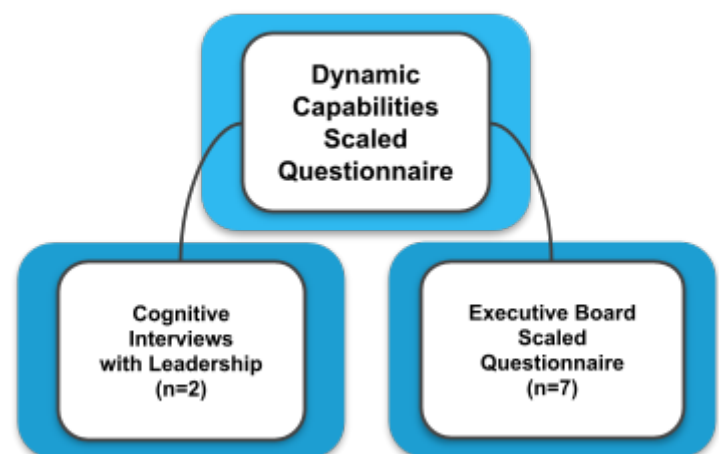 Dynamic
Capabilities
Scaled
Questionnaire
Cognitive
Interviews
with Leadership
(n=2)
Executive Board
Scaled
Questionnaire
(n=7)